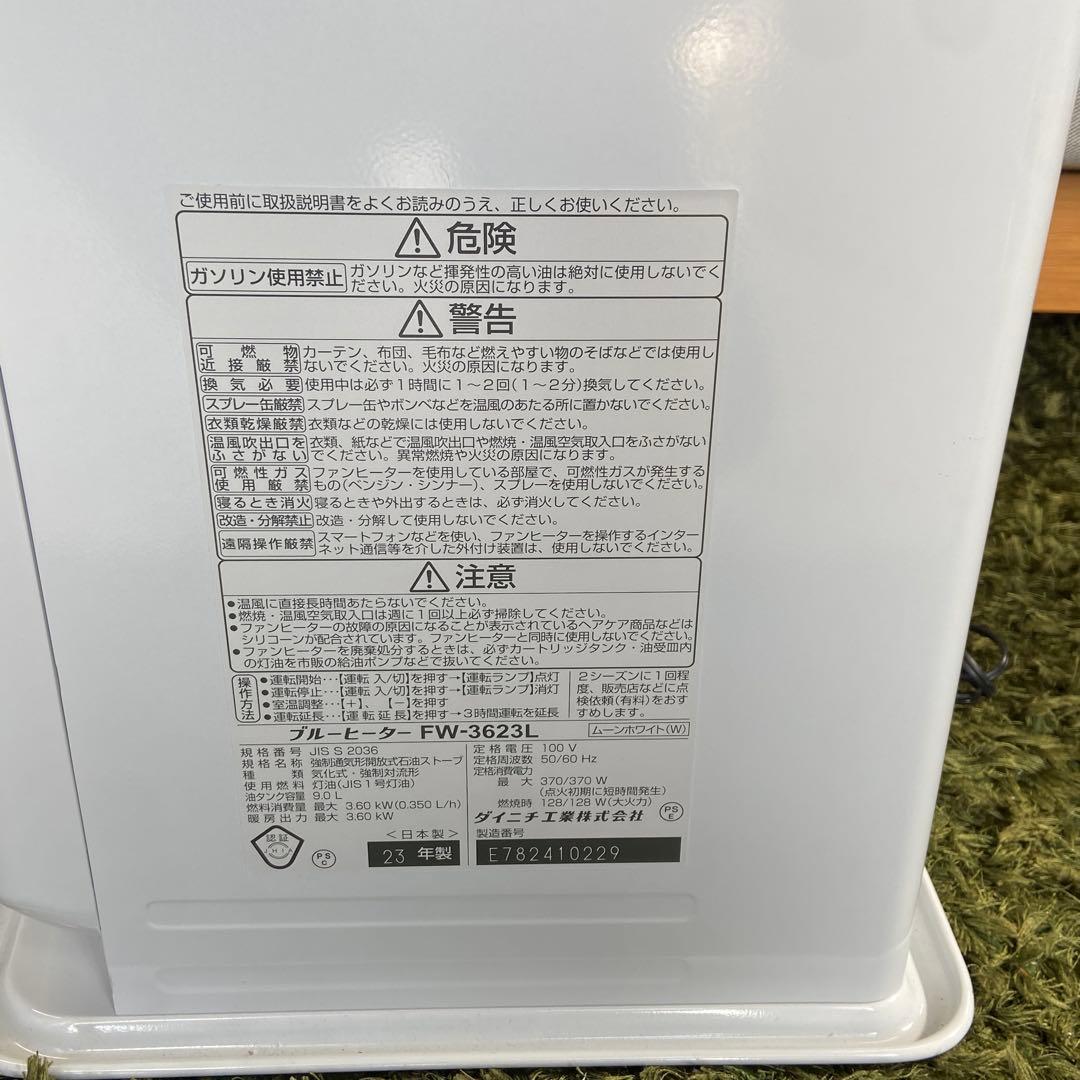 ご使用前に取扱説明書をよくお読みのうえ、正しくお使いください。
危険
ガソリン使用禁止 ガソリンなど揮発性の高い油は絶対に使用しないでく
ださい。火災の原因になります。
警告
可燃物 カーテン、布団、毛布など燃えやすい物のそばなどでは使用し
近接厳禁 ないでください。火災の原因になります。
換気必要 使用中は必ず1時間に1～2回(1～2分)換気してください。
スプレー缶厳禁 スプレー缶やボンベなどを温風のあたる所に置かないでください。
衣類乾燥厳禁 衣類などの乾燥には使用しないでください。
温風吹出口を 衣類、紙などで温風吹出口や燃焼・温風空気取入口をふさがない
ふさがない でください。異常燃焼や火災の原因になります。
可燃性ガス ファンヒーターを使用している部屋で、可燃性ガスが発生する
使用厳禁 もの(ベンジン・シンナー)、スプレーを使用しないでください。
寝るとき消火 寝るときや外出するときは、必ず消火してください。
改造・分解禁止 改造・分解して使用しないでください。
遠隔操作厳禁 スマートフォンなどを使い、ファンヒーターを操作するインター
ネット通信等を介した外付け装置は、使用しないでください。
注意
●温風に直接長時間あたらないでください。
●燃焼・温風空気取入口は週に1回以上必ず掃除してください。
●ファンヒーターの故障の原因になることが表示されているヘアケア商品などは
シリコーンが配合されています。ファンヒーターと同時に使用しないでください。
●ファンヒーターを廃棄処分するときは、必ずカートリッジタンク・油受皿内
の灯油を市販の給油ポンプなどで抜いてください。
操作方法
●運転開始…【運転 入/切】を押す→【運転ランプ】点灯
●運転停止…【運転 入/切】を押す→【運転ランプ】消灯
●室温調整…【＋】、【－】を押す
●運転延長…【運転延長】を押す→3時間運転を延長
2シーズンに1回程
度、販売店などに点
検依頼(有料)をおす
すめします。
ブルーヒーター FW-3623L ムーンホワイト(W)
規格番号 JIS S 2036
規格名称 強制通気形開放式石油ストーブ
種類 気化式・強制対流形
使用燃料 灯油(JIS1号灯油)
油タンク容量 9.0 L
燃料消費量 最大 3.60 kW(0.350 L/h)
暖房出力 最大 3.60 kW
定格電圧 100 V
定格周波数 50/60 Hz
定格消費電力
最大 370/370 W
(点火初期に短時間発生)
燃焼時 128/128 W(大火力)
ダイニチ工業株式会社
PS
E
認証
JHIA
PS
C
＜日本製＞
23 年製
製造番号
E782410229